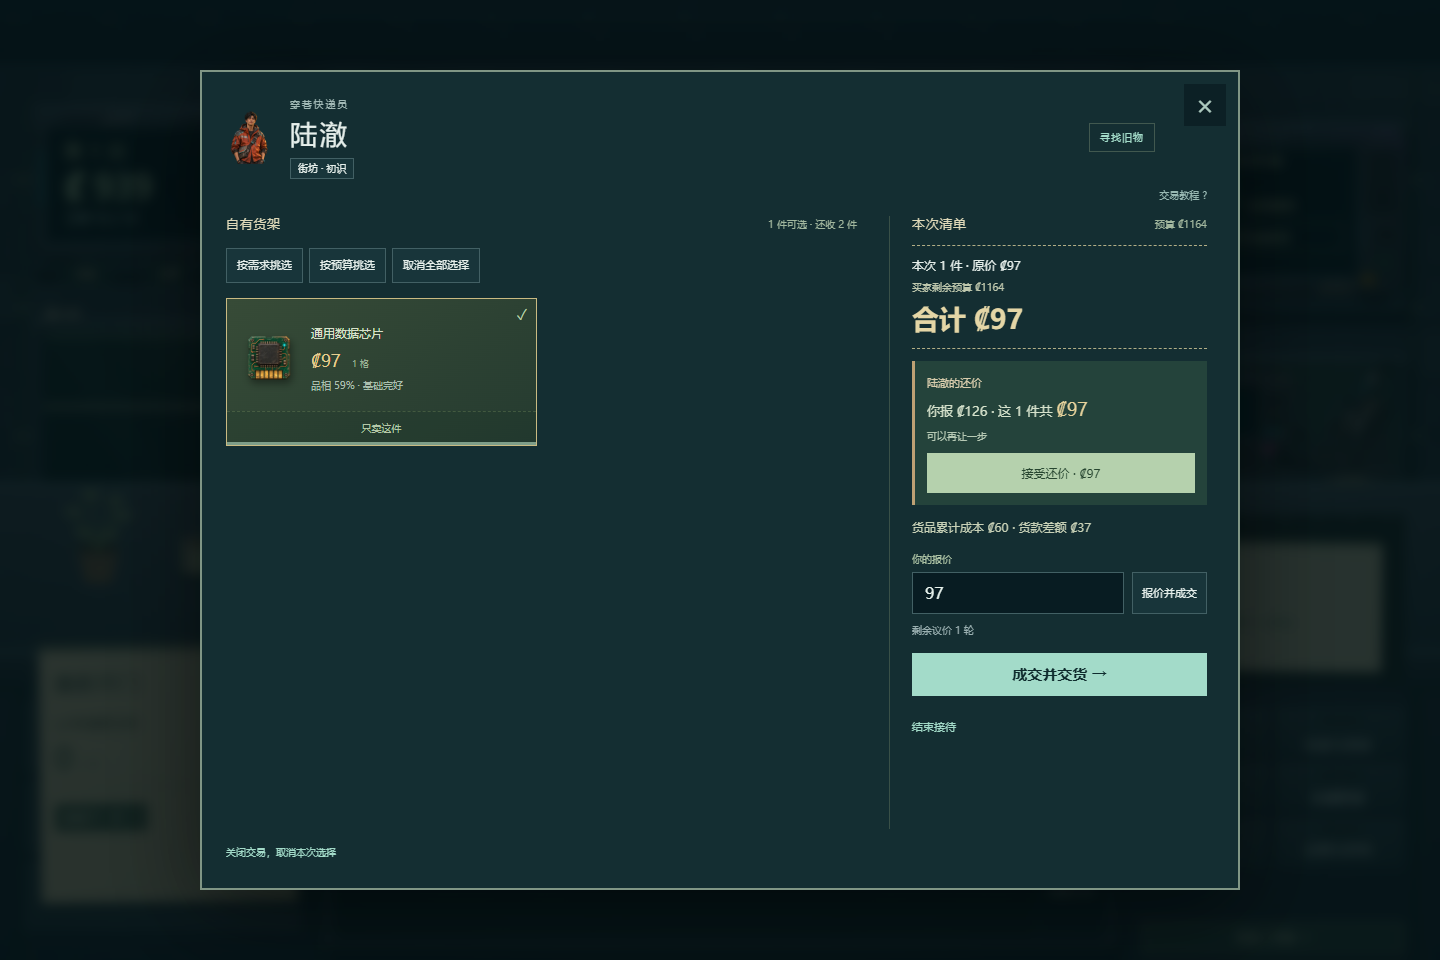 穿巷快递员
陆澈
街坊 · 初识
寻找旧物
交易教程 ?
自有货架
1 件可选 · 还收 2 件
按需求挑选
按预算挑选
取消全部选择
通用数据芯片
₡97 1 格
品相 59% · 基础完好
只卖这件
本次清单
预算 ₡1164
本次 1 件 · 原价 ₡97
买家剩余预算 ₡1164
合计 ₡97
陆澈的还价
你报 ₡126 · 这 1 件共 ₡97
可以再让一步
接受还价 · ₡97
货品累计成本 ₡60 · 货款差额 ₡37
你的报价
97
报价并成交
剩余议价 1 轮
成交并交货 →
结束接待
关闭交易，取消本次选择